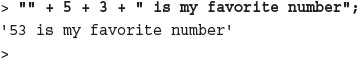 > "" + 5 + 3 + " is my favorite number";
'53 is my favorite number'
>